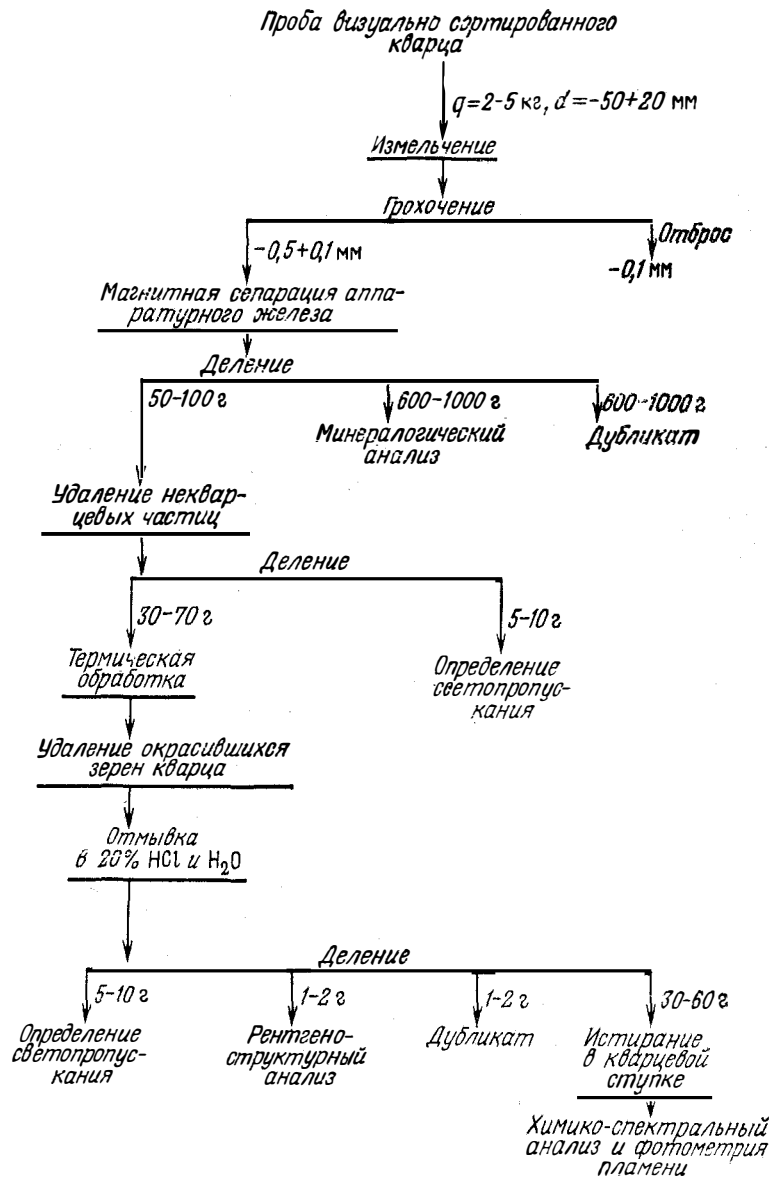 Проба визуально сортированного
кварца
q=2-5 кг, d=-50+20 мм
Измельчение
Грохочение
Отброс
-0,5+0,1 мм
-0,1 мм
Магнитная сепарация аппа-
ратурного железа
Деление
50-100 г
600-1000 г
600-1000 г
Минералогический
анализ
Дубликат
Удаление неквар-
цевых частиц
Деление
30-70 г
5-10 г
Термическая
обработка
Определение
светопропус-
кания
Удаление окрасившихся
зерен кварца
Отмывка
в 20% HCl и H₂O
Деление
5-10 г
1-2 г
1-2 г
30-60 г
Определение
светопропус-
кания
Рентгено-
структурный
анализ
Дубликат
Истирание
в кварцевой
ступке
Химико-спектральный
анализ и фотометрия
пламени